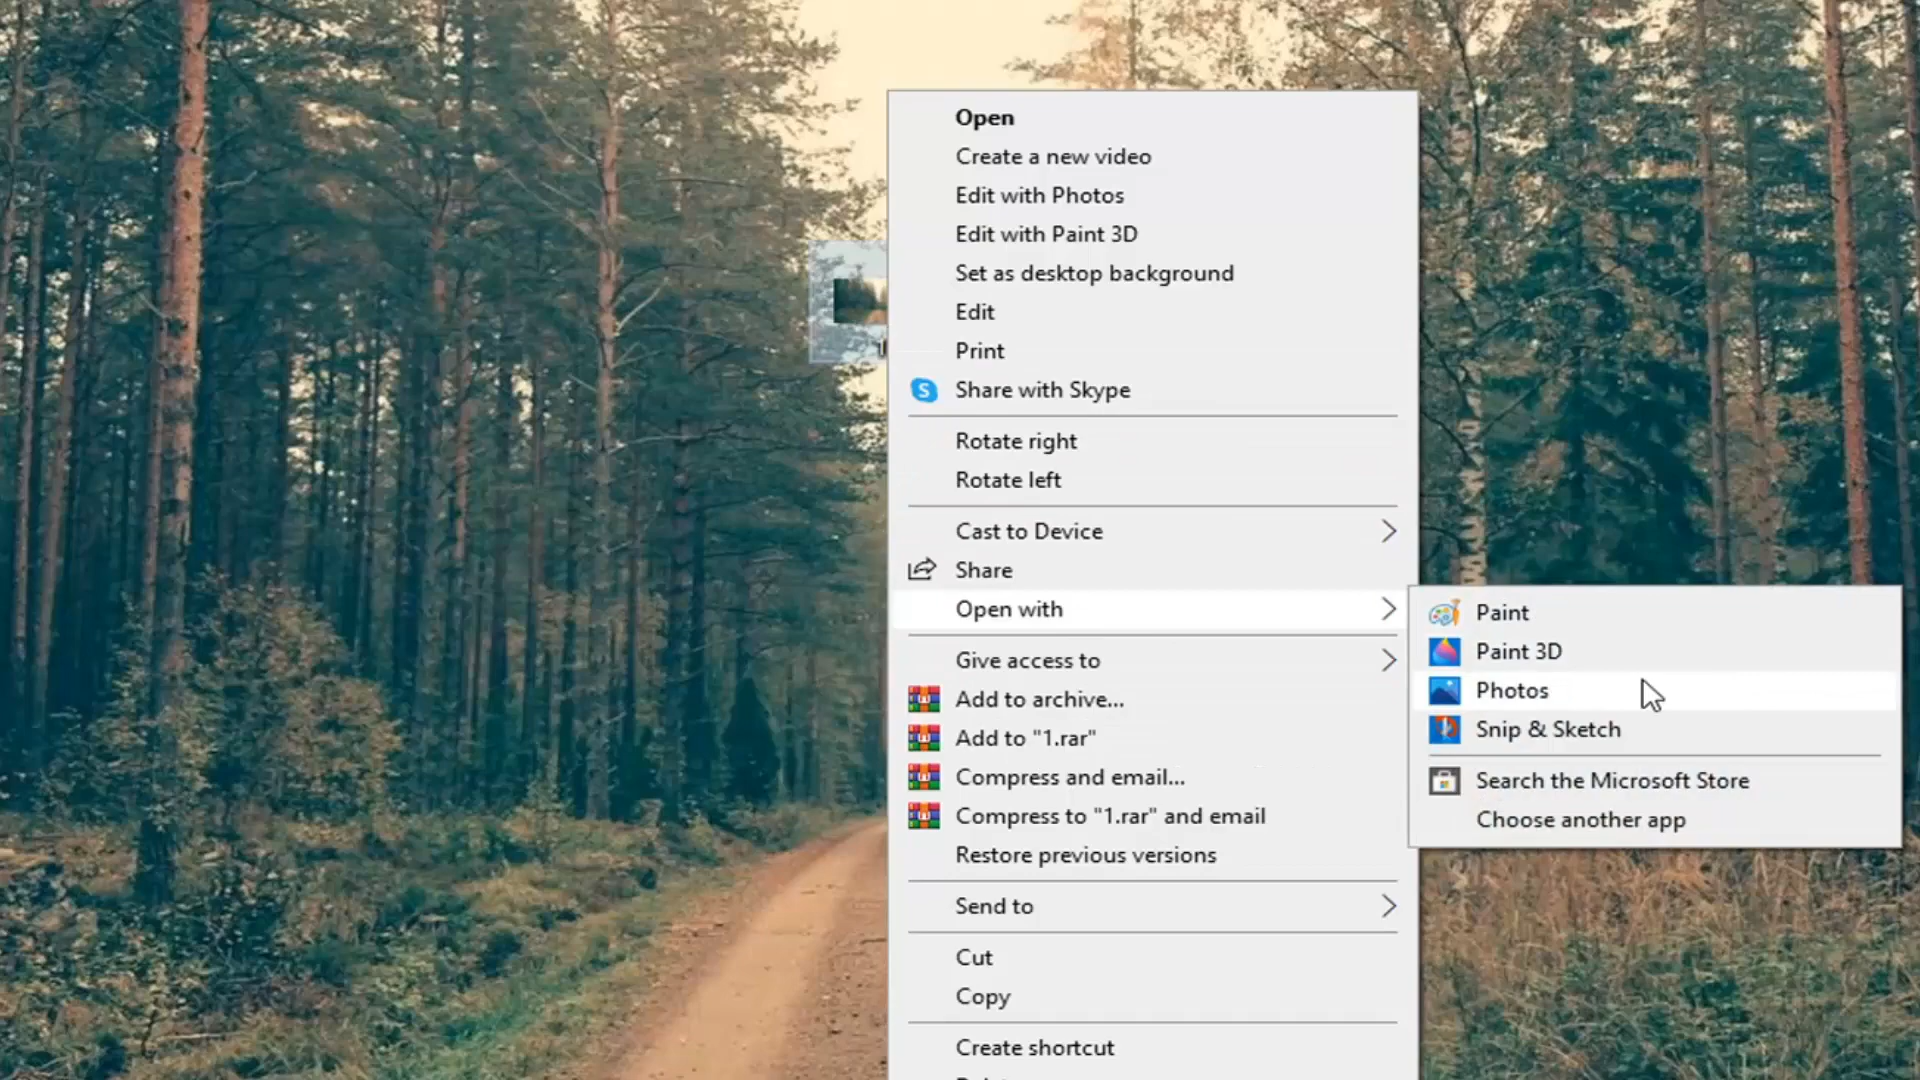 Open
Create a new video
Edit with Photos
Edit with Paint 3D
Set as desktop background
Edit
Print
Share with Skype
Rotate right
Rotate left
Cast to Device
Share
Open with
Give access to
Add to archive...
Add to "1.rar"
Compress and email...
Compress to "1.rar" and email
Restore previous versions
Send to
Cut
Copy
Create shortcut
Paint
Paint 3D
Photos
Snip & Sketch
Search the Microsoft Store
Choose another app